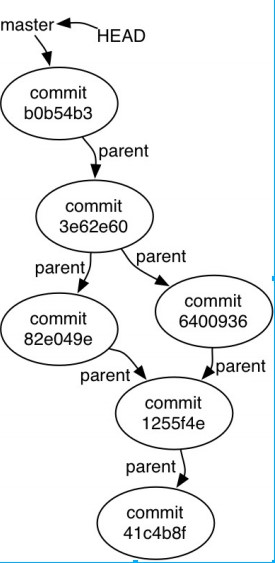 master
HEAD
commit
b0b54b3
parent
commit
3e62e60
parent
parent
commit
6400936
commit
82e049e
parent
parent
commit
1255f4e
parent
commit
41c4b8f